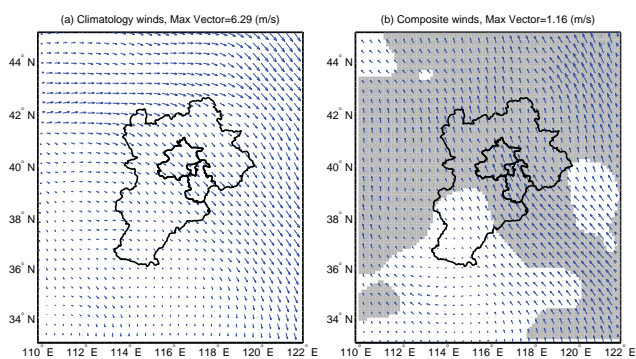 (a) Climatology winds, Max Vector=6.29 (m/s)
(b) Composite winds, Max Vector=1.16 (m/s)
44° N
42° N
40° N
38° N
36° N
34° N
110° E 112° E 114° E 116° E 118° E 120° E 122° E
44° N
42° N
40° N
38° N
36° N
34° N
110° E 112° E 114° E 116° E 118° E 120° E 122° E